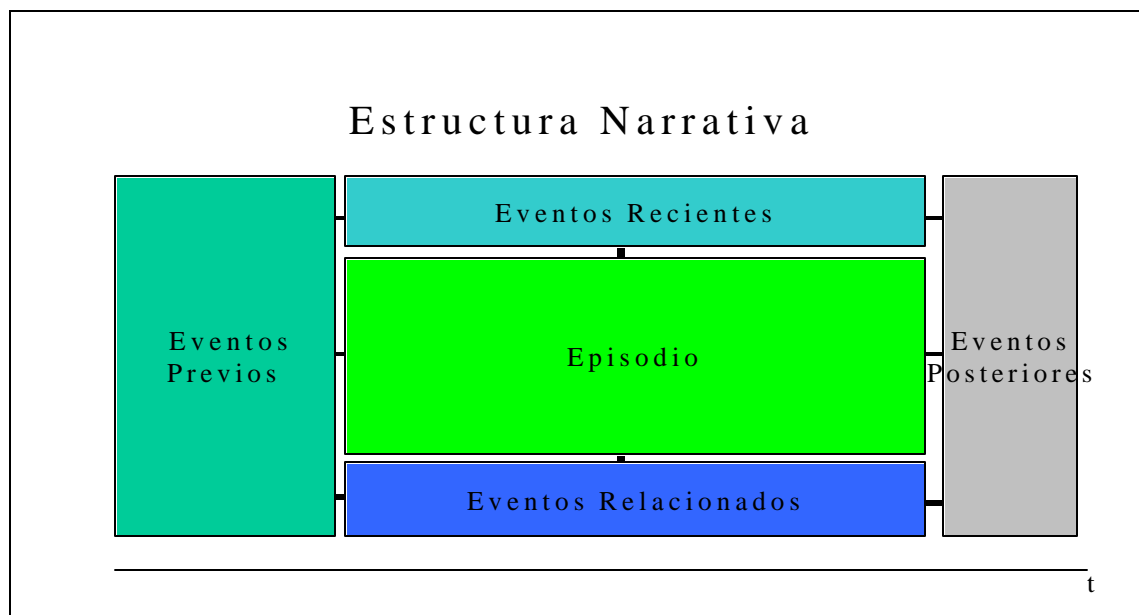 Estructura Narrativa
Eventos Recientes
Eventos
Previos
Episodio
Eventos
Posteriores
Eventos Relacionados
t